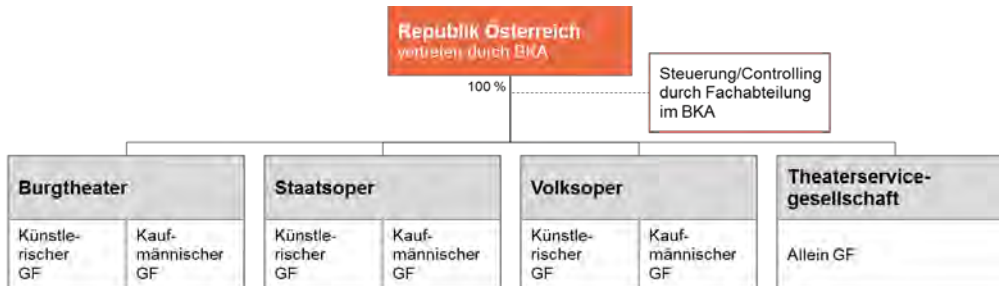 Republik Österreich
vertreten durch BKA
100 %
Steuerung/Controlling
durch Fachabteilung
im BKA
Burgtheater
Staatsoper
Volksoper
Theaterservice-
gesellschaft
Künstle-
rischer
GF
Kauf-
männischer
GF
Künstle-
rischer
GF
Kauf-
männischer
GF
Künstle-
rischer
GF
Kauf-
männischer
GF
Allein GF